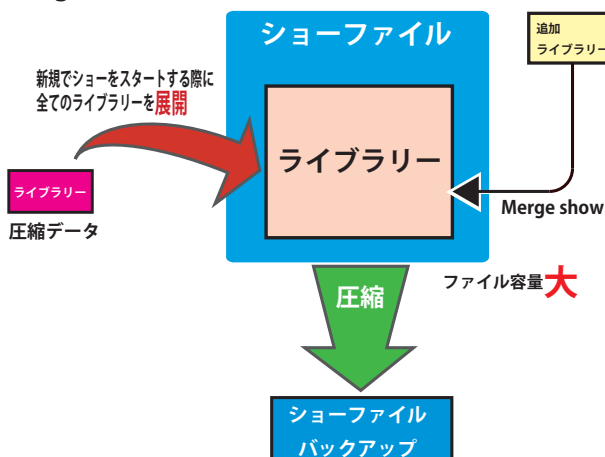 ショーファイル
追加
ライブラリー
新規でショーをスタートする際に
全てのライブラリーを展開
ライブラリー
ライブラリー
圧縮データ
Merge show
ファイル容量大
圧縮
ショーファイル
バックアップ